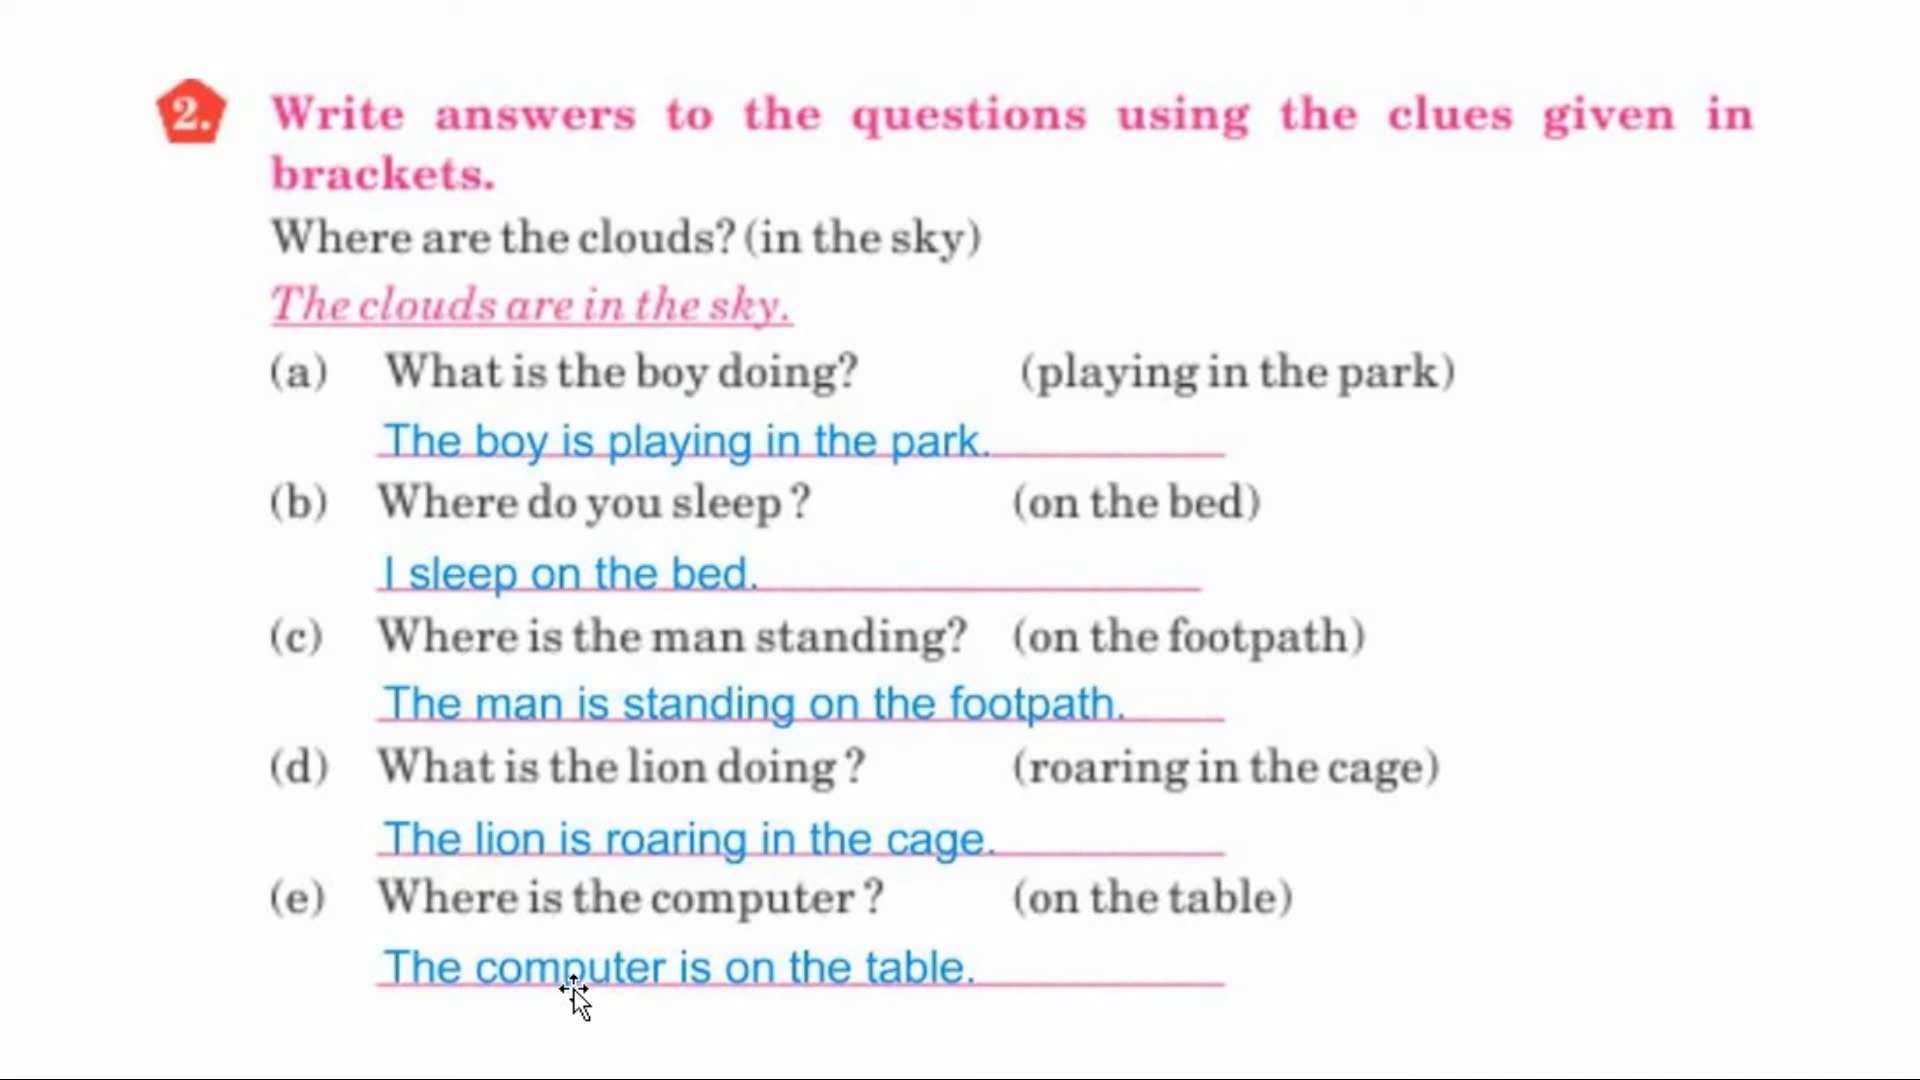 2. Write answers to the questions using the clues given in
brackets.
Where are the clouds? (in the sky)
The clouds are in the sky.
(a) What is the boy doing? (playing in the park)
The boy is playing in the park.
(b) Where do you sleep ? (on the bed)
I sleep on the bed.
(c) Where is the man standing? (on the footpath)
The man is standing on the footpath.
(d) What is the lion doing ? (roaring in the cage)
The lion is roaring in the cage.
(e) Where is the computer ? (on the table)
The computer is on the table.